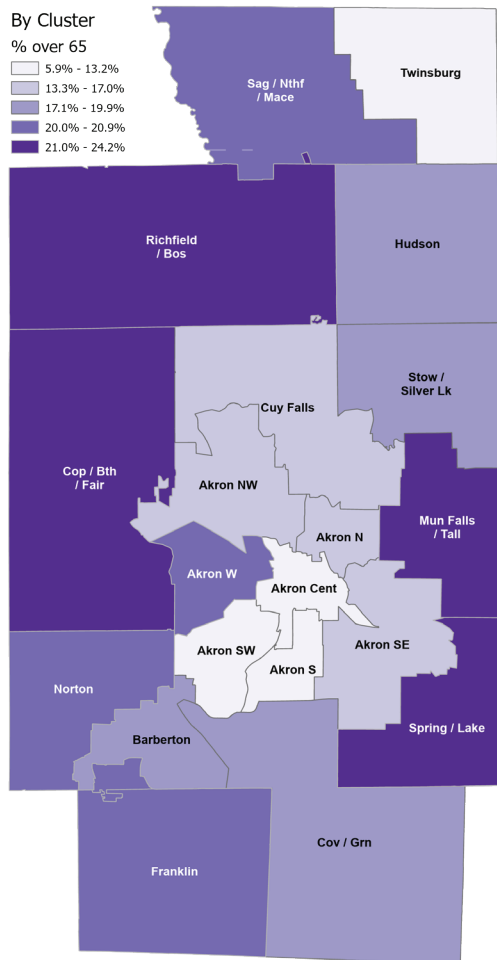 By Cluster
% over 65
5.9% - 13.2%
13.3% - 17.0%
17.1% - 19.9%
20.0% - 20.9%
21.0% - 24.2%
Twinsburg
Sag / Nthf
/ Mace
Richfield
/ Bos
Hudson
Stow /
Silver Lk
Cuy Falls
Cop / Bth
/ Fair
Akron NW
Mun Falls
/ Tall
Akron N
Akron W
Akron Cent
Akron SW
Akron SE
Akron S
Norton
Spring / Lake
Barberton
Cov / Grn
Franklin